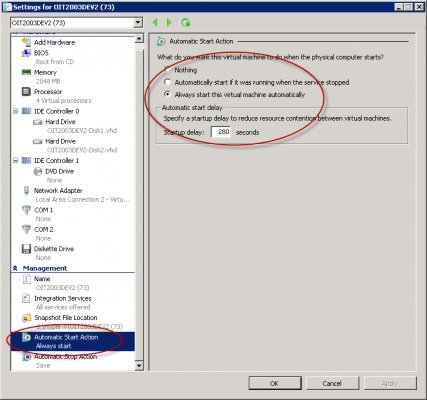 Settings for OIT2003DEV2 (73)
OIT2003DEV2 (73)
Hardware
Add Hardware
BIOS
Boot from CD
Memory
2048 MB
Processor
4 Virtual processors
IDE Controller 0
Hard Drive
OIT2003DEV2-Disk1.vhd
Hard Drive
OIT2003DEV2-Disk2.vhd
IDE Controller 1
DVD Drive
None
Network Adapter
Local Area Connection 2 - Virtu...
COM 1
None
COM 2
None
Diskette Drive
None
Management
Name
OIT2003DEV2 (73)
Integration Services
All services offered
Snapshot File Location
(73)
Automatic Start Action
Always start
Automatic Stop Action
Save
Automatic Start Action
What do you want this virtual machine to do when the physical computer starts?
Nothing
Automatically start if it was running when the service stopped
Always start this virtual machine automatically
Automatic start delay
Specify a startup delay to reduce resource contention between virtual machines.
Startup delay: 280 seconds
OK Cancel Apply